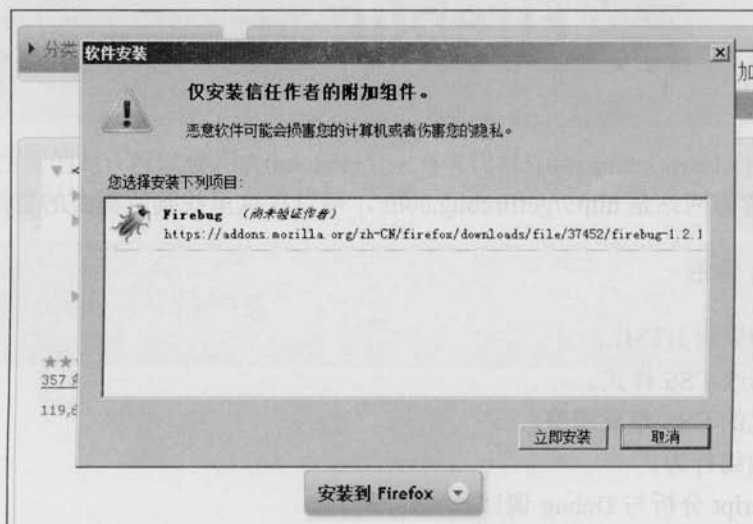 分类
软件安装
加
仅安装信任作者的附加组件。
恶意软件可能会损害您的计算机或者伤害您的隐私。
您选择安装下列项目:
Firebug （尚未验证作者）
https://addons.mozilla.org/zh-CN/firefox/downloads/file/37452/firebug-1.2.1
357
119,6
立即安装 取消
安装到 Firefox